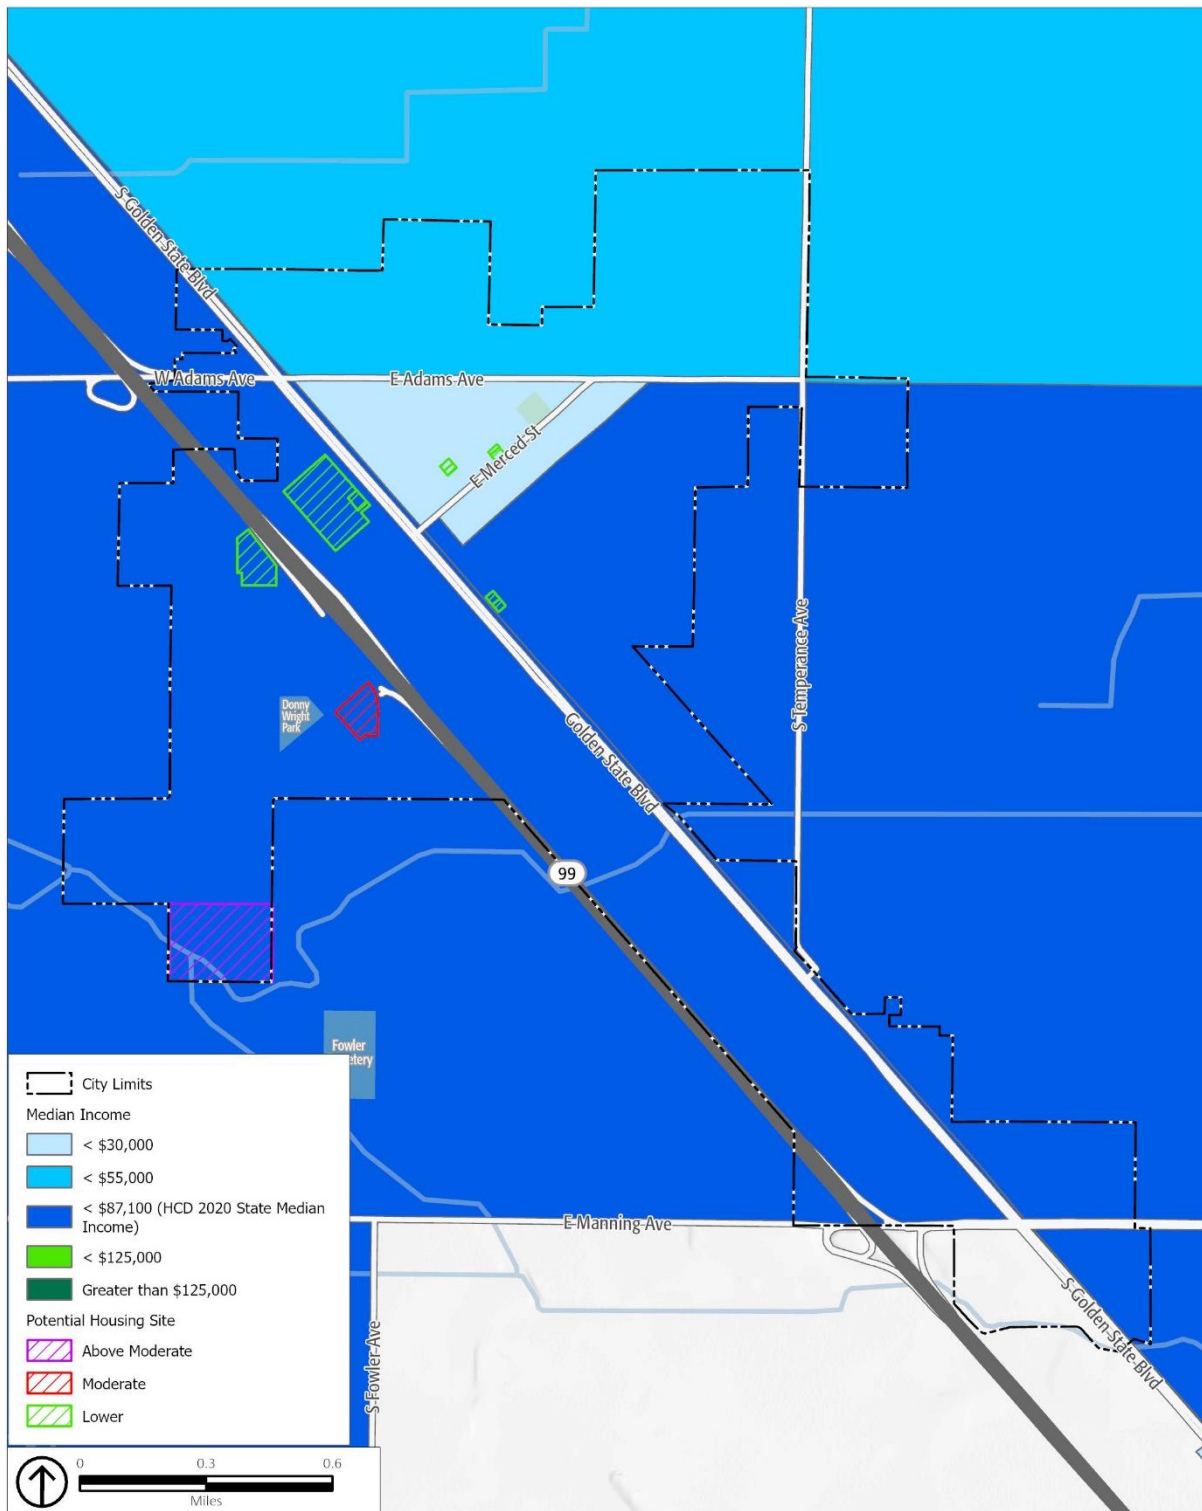 S Golden State Blvd
W Adams Ave
E Adams Ave
E Merced St
S Temperance Ave
Donny
Wright
Park
Golden State Blvd
99
Fowler
etery
City Limits
Median Income
< $30,000
< $55,000
< $87,100 (HCD 2020 State Median
Income)
< $125,000
Greater than $125,000
Potential Housing Site
Above Moderate
Moderate
Lower
E Manning Ave
S Golden State Blvd
S Fowler Ave
0 0.3 0.6
Miles